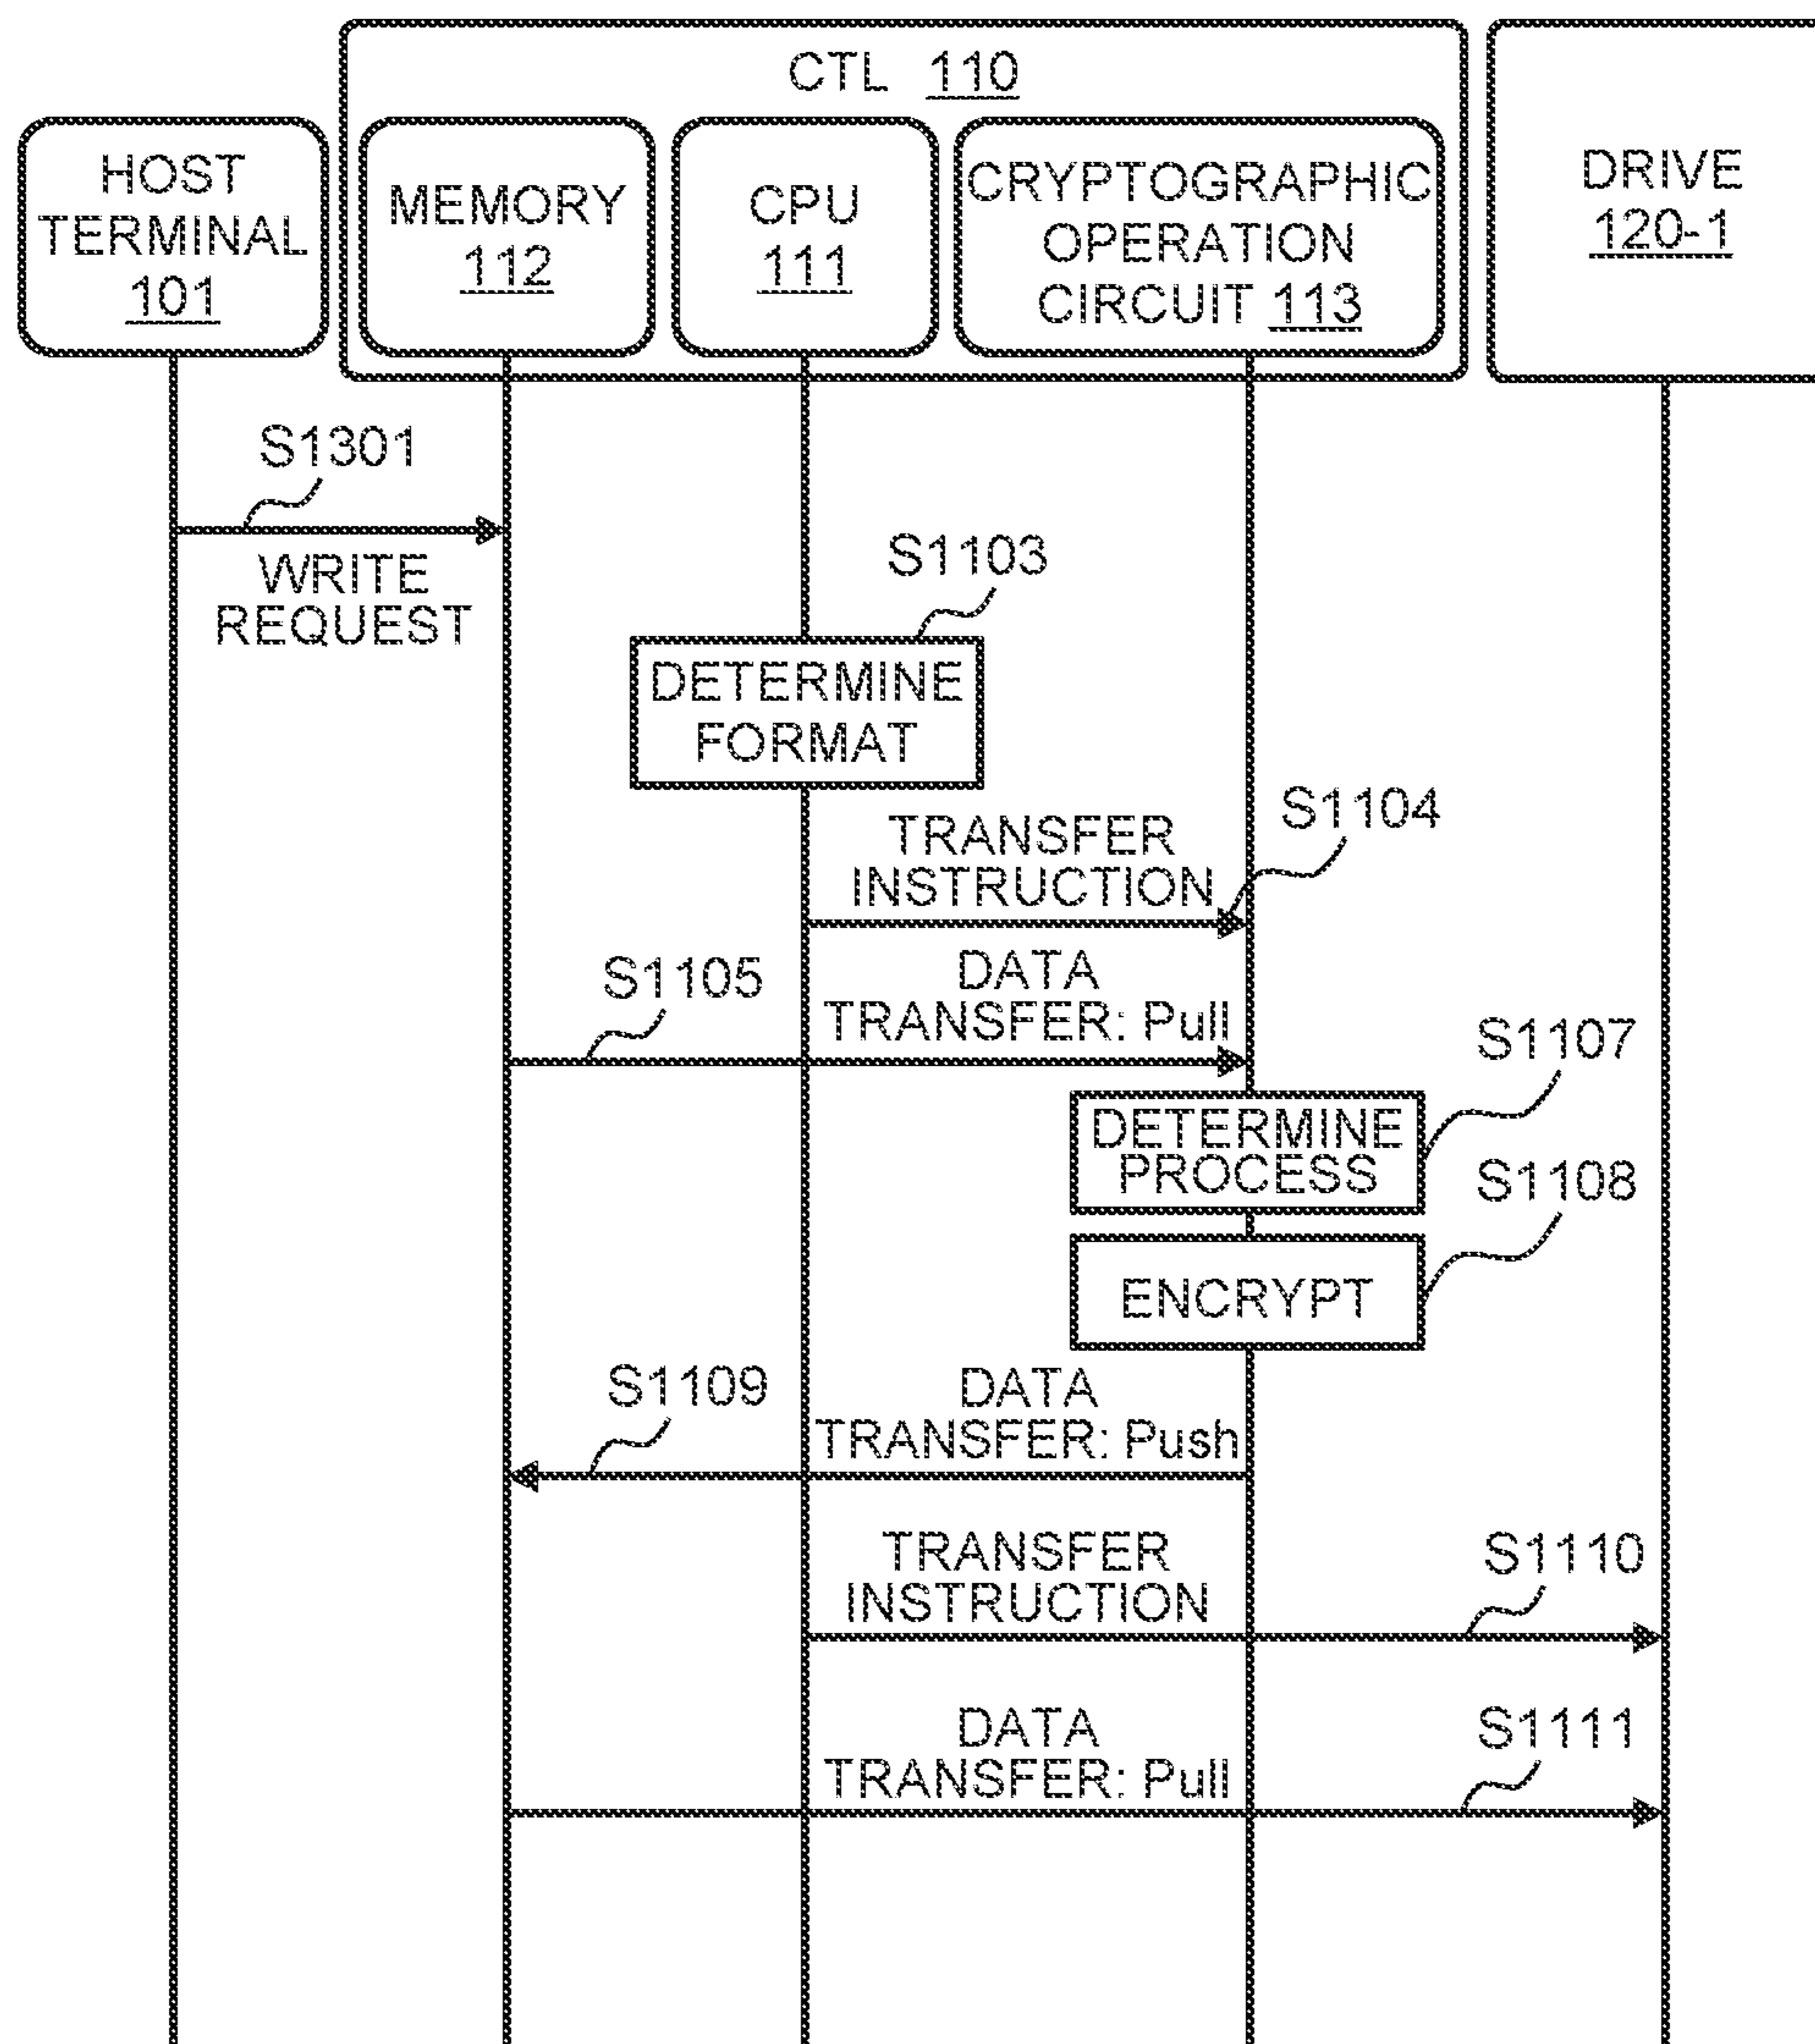 CTL 110
HOST
TERMINAL
101
MEMORY
112
CPU
111
CRYPTOGRAPHIC
OPERATION
CIRCUIT 113
DRIVE
120-1
S1301
WRITE
REQUEST
S1103
DETERMINE
FORMAT
S1104
TRANSFER
INSTRUCTION
S1105
DATA
TRANSFER: Pull
S1107
DETERMINE
PROCESS
S1108
ENCRYPT
S1109
DATA
TRANSFER: Push
S1110
TRANSFER
INSTRUCTION
S1111
DATA
TRANSFER: Pull